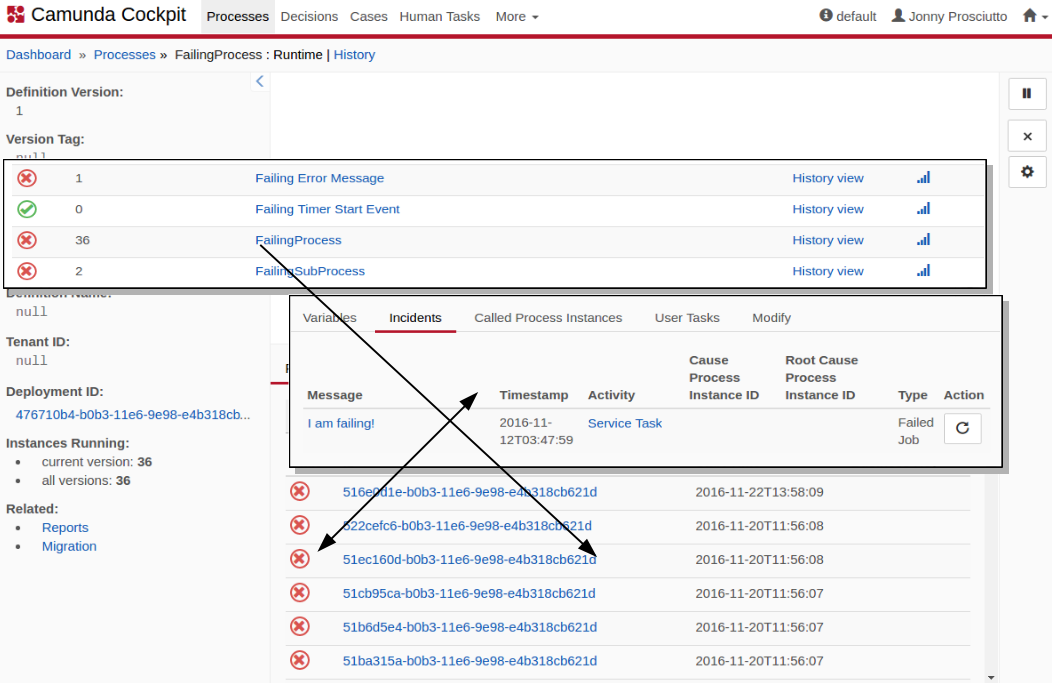 Camunda Cockpit Processes Decisions Cases Human Tasks More default Jonny Prosciutto
Dashboard » Processes » FailingProcess : Runtime | History
Definition Version:
1
Version Tag:
null
1 Failing Error Message History view
0 Failing Timer Start Event History view
36 FailingProcess History view
2 FailingSubProcess History view
Definition Name:
null
Tenant ID:
null
Deployment ID:
476710b4-b0b3-11e6-9e98-e4b318cb...
Instances Running:
• current version: 36
• all versions: 36
Related:
• Reports
• Migration
Variables Incidents Called Process Instances User Tasks Modify
Message Timestamp Activity Cause Process Instance ID Root Cause Process Instance ID Type Action
I am failing! 2016-11-12T03:47:59 Service Task Failed Job
516e0d1e-b0b3-11e6-9e98-e4b318cb621d 2016-11-22T13:58:09
522cefc6-b0b3-11e6-9e98-e4b318cb621d 2016-11-20T11:56:08
51ec160d-b0b3-11e6-9e98-e4b318cb621d 2016-11-20T11:56:08
51cb95ca-b0b3-11e6-9e98-e4b318cb621d 2016-11-20T11:56:07
51b6d5e4-b0b3-11e6-9e98-e4b318cb621d 2016-11-20T11:56:07
51ba315a-b0b3-11e6-9e98-e4b318cb621d 2016-11-20T11:56:07